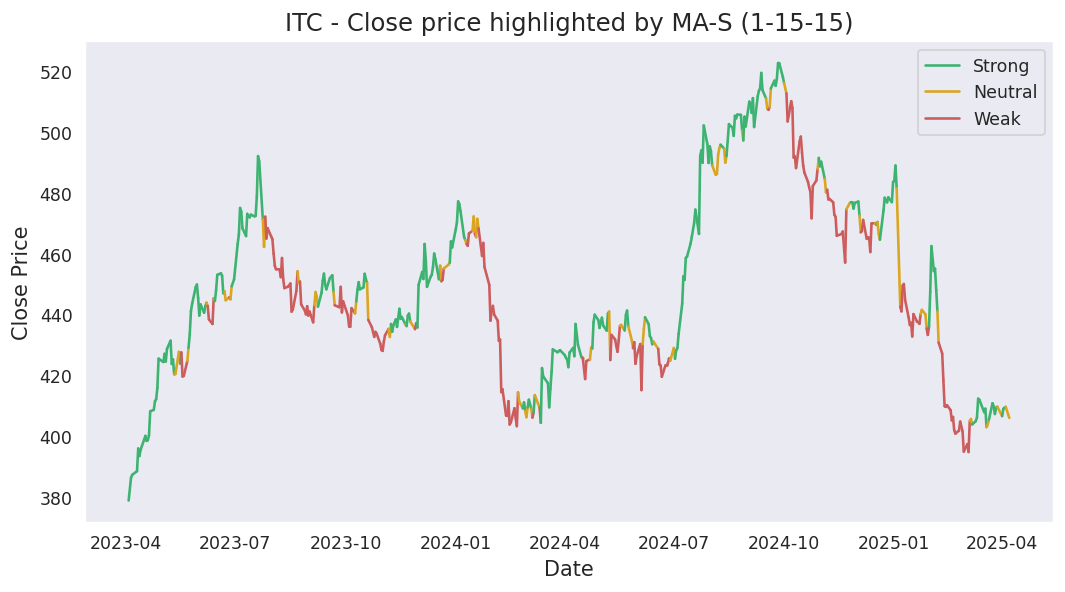 ITC - Close price highlighted by MA-S (1-15-15)
Strong
Neutral
Weak
Close Price
520
500
480
460
440
420
400
380
2023-04 2023-07 2023-10 2024-01 2024-04 2024-07 2024-10 2025-01 2025-04
Date